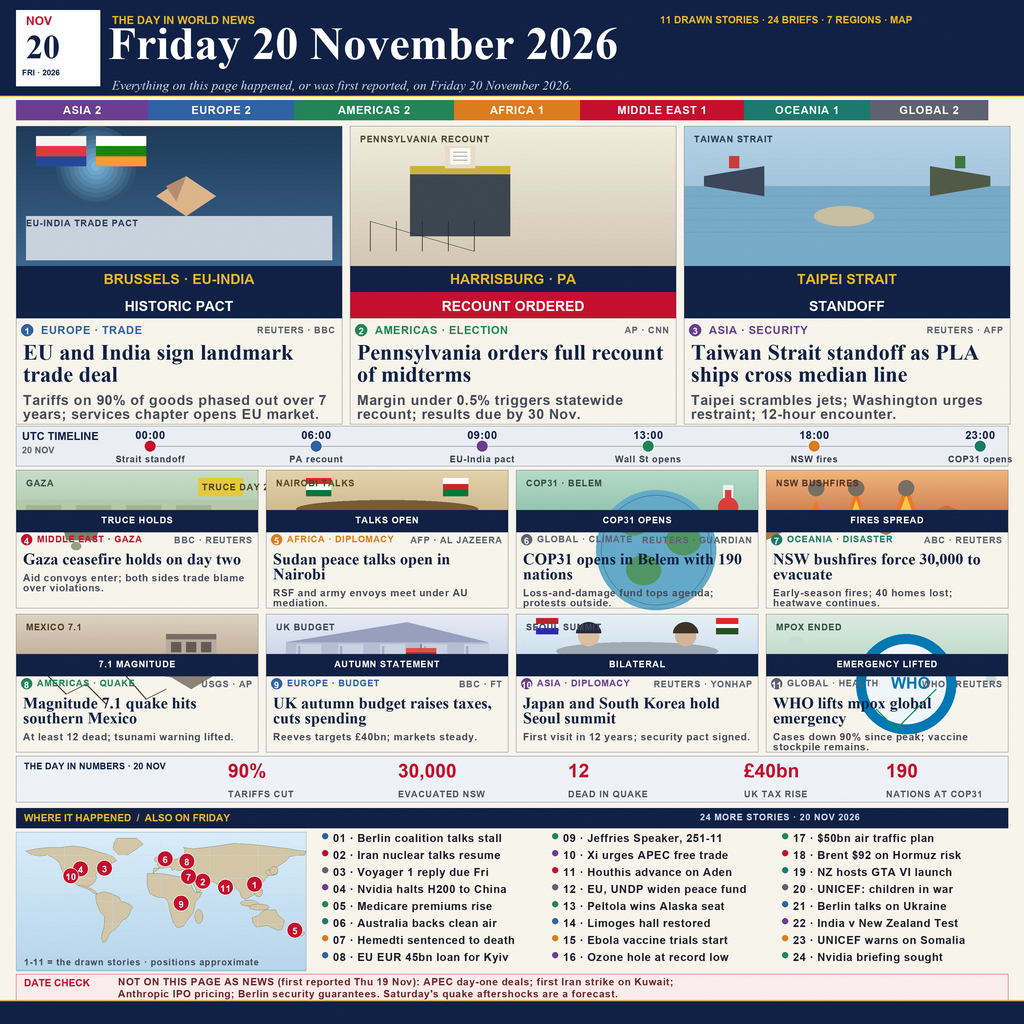 NOV
20
FRI · 2026
THE DAY IN WORLD NEWS
11 DRAWN STORIES · 24 BRIEFS · 7 REGIONS · MAP
Friday 20 November 2026
Everything on this page happened, or was first reported, on Friday 20 November 2026.
ASIA 2
EUROPE 2
AMERICAS 2
AFRICA 1
MIDDLE EAST 1
OCEANIA 1
GLOBAL 2
EU-INDIA TRADE PACT
BRUSSELS · EU-INDIA
HISTORIC PACT
1 EUROPE · TRADE
REUTERS · BBC
EU and India sign landmark
trade deal
Tariffs on 90% of goods phased out over 7
years; services chapter opens EU market.
PENNSYLVANIA RECOUNT
HARRISBURG · PA
RECOUNT ORDERED
2 AMERICAS · ELECTION
AP · CNN
Pennsylvania orders full recount
of midterms
Margin under 0.5% triggers statewide
recount; results due by 30 Nov.
TAIWAN STRAIT
TAIPEI STRAIT
STANDOFF
3 ASIA · SECURITY
REUTERS · AFP
Taiwan Strait standoff as PLA
ships cross median line
Taipei scrambles jets; Washington urges
restraint; 12-hour encounter.
UTC TIMELINE
20 NOV
00:00
Strait standoff
06:00
PA recount
09:00
EU-India pact
13:00
Wall St opens
18:00
NSW fires
23:00
COP31 opens
GAZA
TRUCE DAY 2
TRUCE HOLDS
4 MIDDLE EAST · GAZA
BBC · REUTERS
Gaza ceasefire holds on day two
Aid convoys enter; both sides trade blame
over violations.
NAIROBI TALKS
TALKS OPEN
5 AFRICA · DIPLOMACY
AFP · AL JAZEERA
Sudan peace talks open in
Nairobi
RSF and army envoys meet under AU
mediation.
COP31 · BELEM
COP31 OPENS
6 GLOBAL · CLIMATE
REUTERS · GUARDIAN
COP31 opens in Belem with 190
nations
Loss-and-damage fund tops agenda;
protests outside.
NSW BUSHFIRES
FIRES SPREAD
7 OCEANIA · DISASTER
ABC · REUTERS
NSW bushfires force 30,000 to
evacuate
Early-season fires; 40 homes lost;
heatwave continues.
MEXICO 7.1
7.1 MAGNITUDE
8 AMERICAS · QUAKE
USGS · AP
Magnitude 7.1 quake hits
southern Mexico
At least 12 dead; tsunami warning lifted.
UK BUDGET
AUTUMN STATEMENT
9 EUROPE · BUDGET
BBC · FT
UK autumn budget raises taxes,
cuts spending
Reeves targets £40bn; markets steady.
SEOUL SUMMIT
BILATERAL
10 ASIA · DIPLOMACY
REUTERS · YONHAP
Japan and South Korea hold
Seoul summit
First visit in 12 years; security pact signed.
MPOX ENDED
EMERGENCY LIFTED
11 GLOBAL · HEALTH
WHO · REUTERS
WHO
WHO lifts mpox global
emergency
Cases down 90% since peak; vaccine
stockpile remains.
THE DAY IN NUMBERS · 20 NOV
90%
TARIFFS CUT
30,000
EVACUATED NSW
12
DEAD IN QUAKE
£40bn
UK TAX RISE
190
NATIONS AT COP31
WHERE IT HAPPENED / ALSO ON FRIDAY
24 MORE STORIES · 20 NOV 2026
10
4
3
6
8
7
2
11
1
9
5
1-11 = the drawn stories · positions approximate
01 · Berlin coalition talks stall
02 · Iran nuclear talks resume
03 · Voyager 1 reply due Fri
04 · Nvidia halts H200 to China
05 · Medicare premiums rise
06 · Australia backs clean air
07 · Hemedti sentenced to death
08 · EU EUR 45bn loan for Kyiv
09 · Jeffries Speaker, 251-11
10 · Xi urges APEC free trade
11 · Houthis advance on Aden
12 · EU, UNDP widen peace fund
13 · Peltola wins Alaska seat
14 · Limoges hall restored
15 · Ebola vaccine trials start
16 · Ozone hole at record low
17 · $50bn air traffic plan
18 · Brent $92 on Hormuz risk
19 · NZ hosts GTA VI launch
20 · UNICEF: children in war
21 · Berlin talks on Ukraine
22 · India v New Zealand Test
23 · UNICEF warns on Somalia
24 · Nvidia briefing sought
DATE CHECK
NOT ON THIS PAGE AS NEWS (first reported Thu 19 Nov): APEC day-one deals; first Iran strike on Kuwait;
Anthropic IPO pricing; Berlin security guarantees. Saturday's quake aftershocks are a forecast.